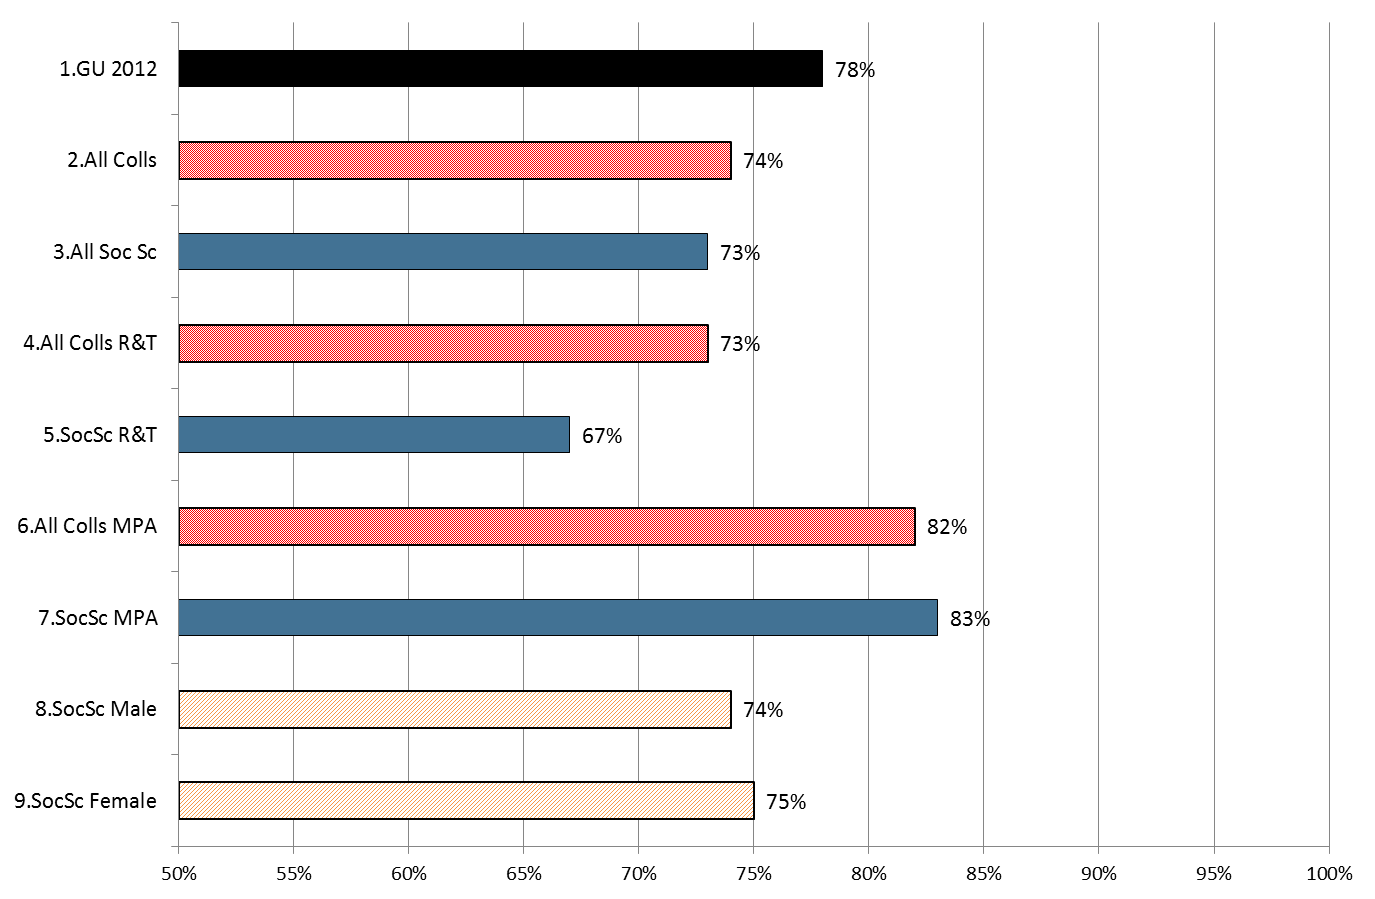 1.GU 2012 78%
2.All Colls 74%
3.All Soc Sc 73%
4.All Colls R&T 73%
5.SocSc R&T 67%
6.All Colls MPA 82%
7.SocSc MPA 83%
8.SocSc Male 74%
9.SocSc Female 75%
50% 55% 60% 65% 70% 75% 80% 85% 90% 95% 100%